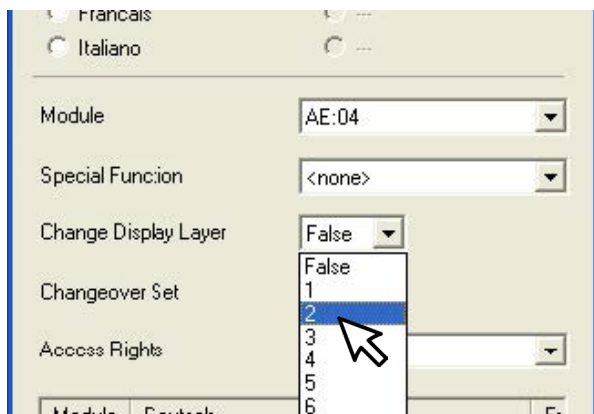 Francais ---
Italiano ---
Module AE:04
Special Function <none>
Change Display Layer False
False
Changeover Set 1
2
3
Access Rights 4
5
6
Module Deutsch